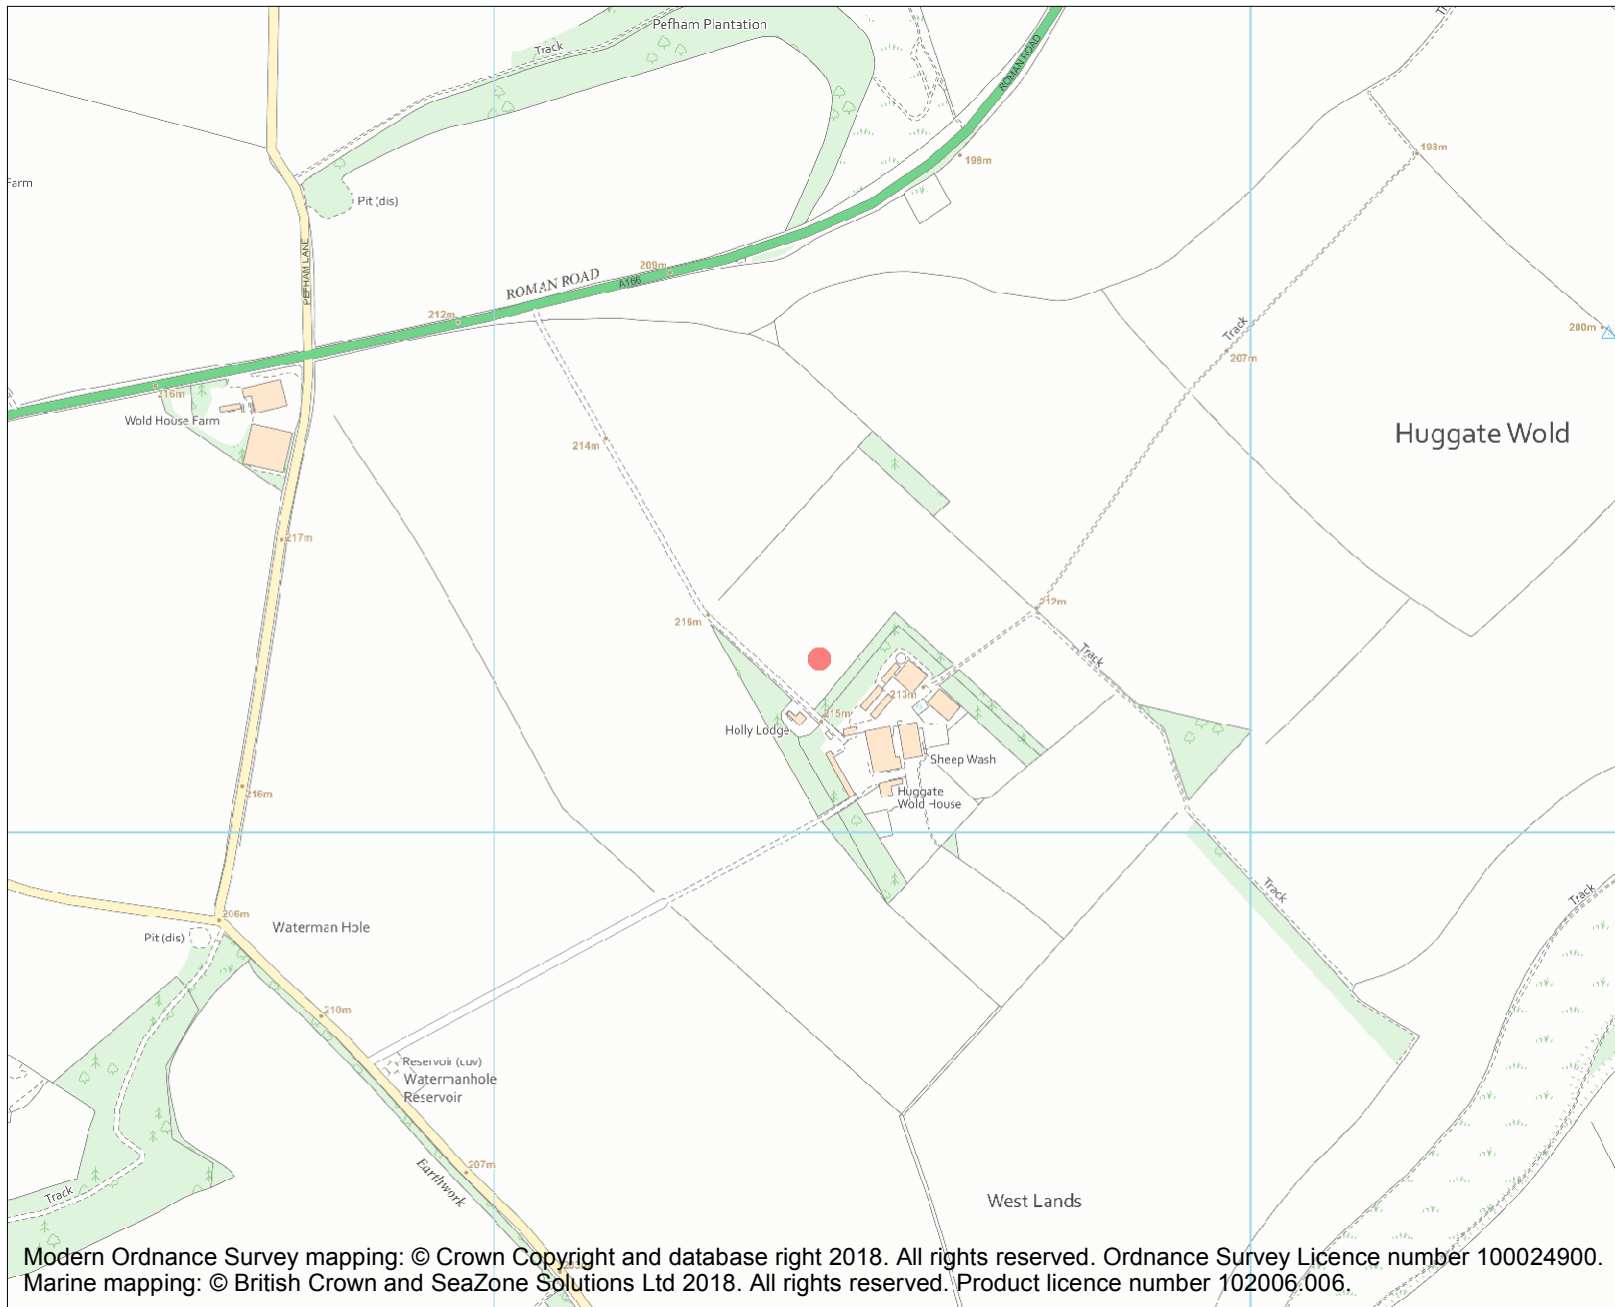 Pefham Plantation
Track
Tr
ROMAN ROAD
198m
193m
Farm
Pit (dis)
PEFHAM LANE
209m
ROMAN ROAD
A166
212m
Track
200m
207m
216m
Wold House Farm
214m
Huggate Wold
217m
212m
216m
Track
213m
215m
Holly Lodge
Sheep Wash
216m
Huggate
Wold House
Track
Track
206m
Waterman Hole
Pit (dis)
210m
Reservoir (cov)
Watermanhole
Reservoir
207m
Earthwork
Track
West Lands
Modern Ordnance Survey mapping: © Crown Copyright and database right 2018. All rights reserved. Ordnance Survey Licence number 100024900.
Marine mapping: © British Crown and SeaZone Solutions Ltd 2018. All rights reserved. Product licence number 102006.006.